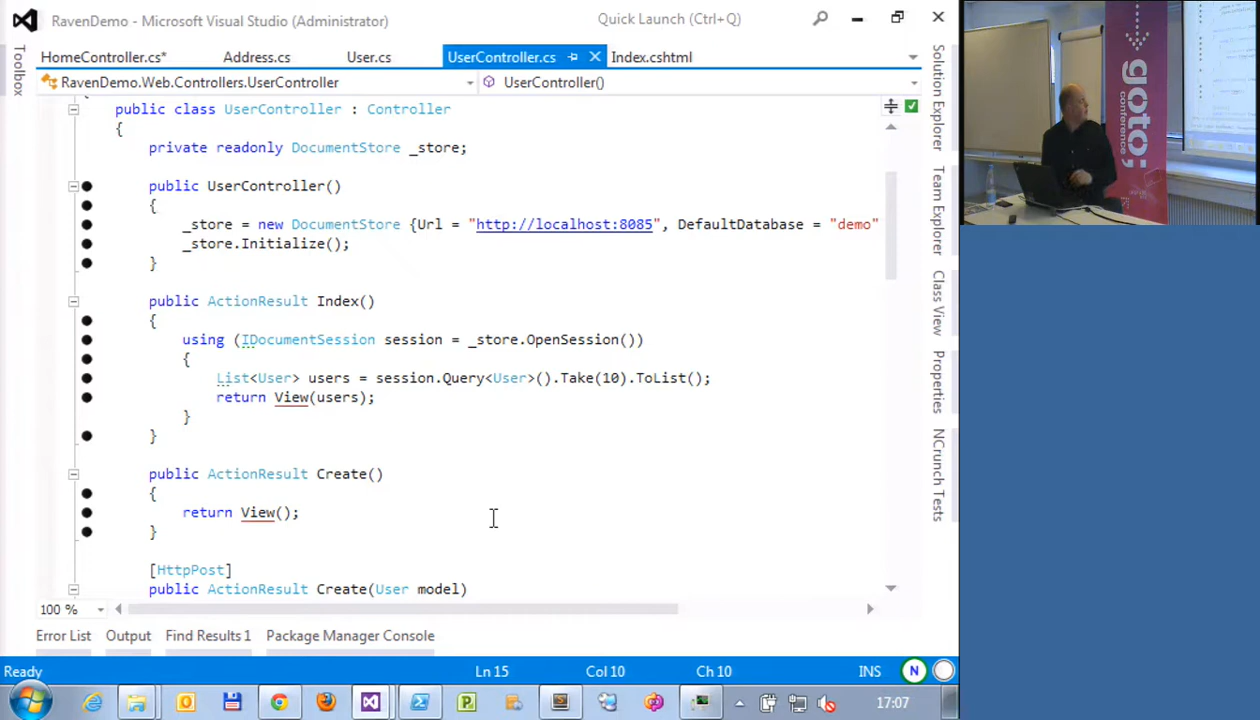 RavenDemo - Microsoft Visual Studio (Administrator)
Quick Launch (Ctrl+Q)
HomeController.cs*
Address.cs
User.cs
UserController.cs
Index.cshtml
RavenDemo.Web.Controllers.UserController
UserController()
Toolbox
public class UserController : Controller
{
private readonly DocumentStore _store;
public UserController()
{
_store = new DocumentStore {Url = "http://localhost:8085", DefaultDatabase = "demo"
_store.Initialize();
}
public ActionResult Index()
{
using (IDocumentSession session = _store.OpenSession())
{
List<User> users = session.Query<User>().Take(10).ToList();
return View(users);
}
}
public ActionResult Create()
{
return View();
}
[HttpPost]
public ActionResult Create(User model)
100 %
Error List
Output
Find Results 1
Package Manager Console
Ready
Ln 15
Col 10
Ch 10
INS
N
17:07
Solution Explorer
Team Explorer
Class View
Properties
NCrunch Tests
goto;
conference